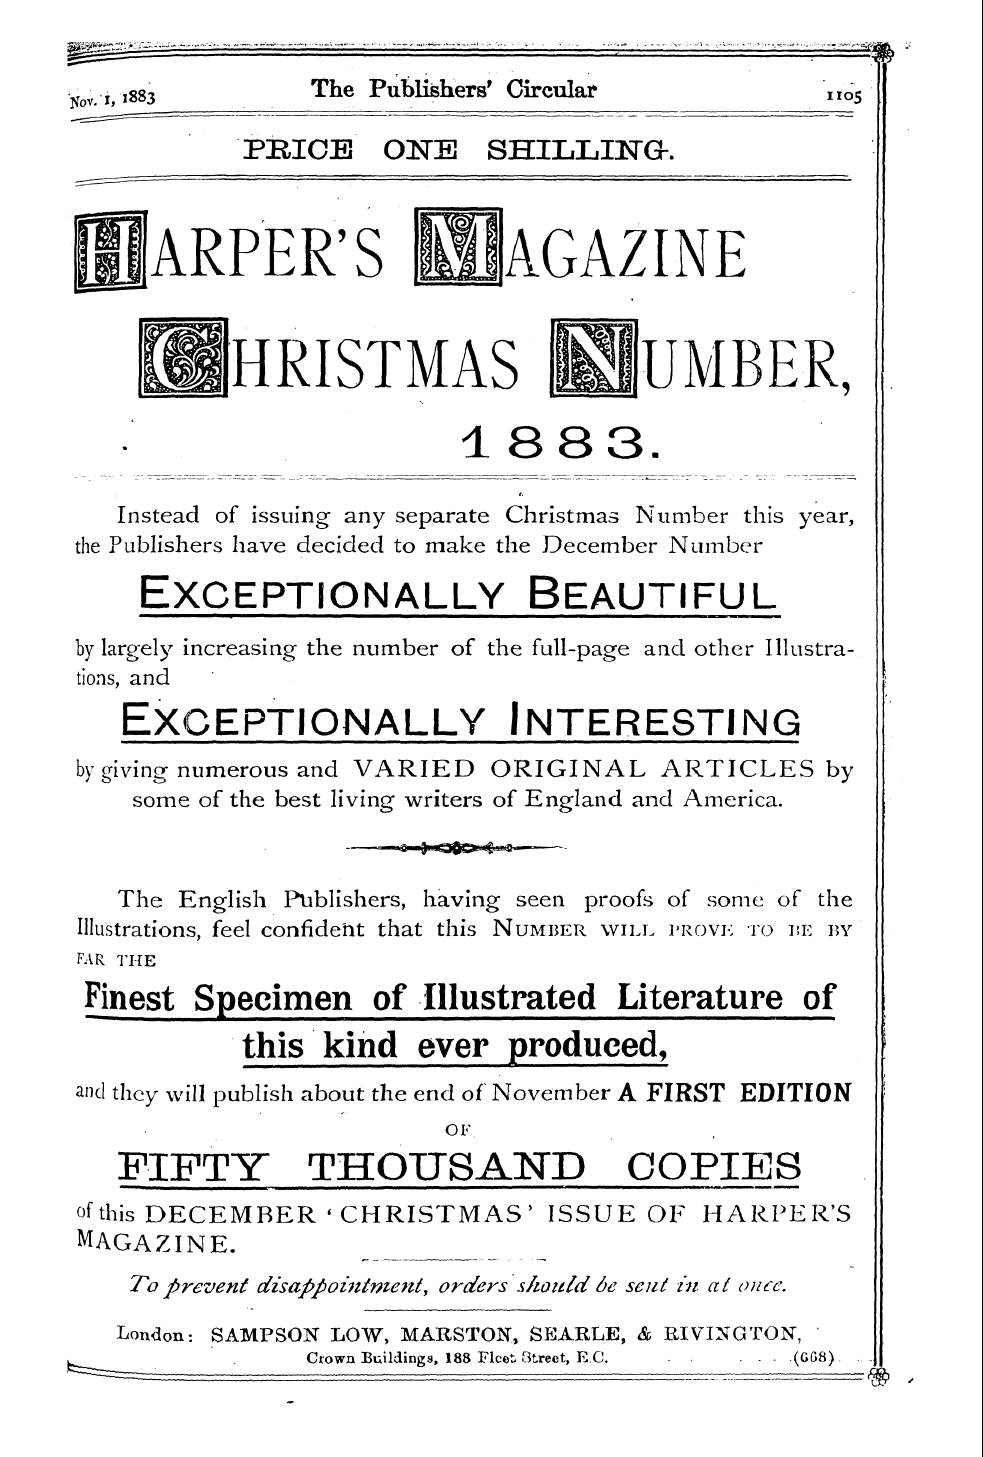 Nov. 1, 1883 The Publishers' Circular 1105
PRICE ONE SHILLING.
HARPER'S MAGAZINE
CHRISTMAS NUMBER,
1883.
Instead of issuing any separate Christmas Number this year,
the Publishers have decided to make the December Number
EXCEPTIONALLY BEAUTIFUL
by largely increasing the number of the full-page and other Illustra-
tions, and
EXCEPTIONALLY INTERESTING
by giving numerous and VARIED ORIGINAL ARTICLES by
some of the best living writers of England and America.
The English Publishers, having seen proofs of some of the
Illustrations, feel confident that this NUMBER WILL PROVE TO BE BY
FAR THE
Finest Specimen of Illustrated Literature of
this kind ever produced,
and they will publish about the end of November A FIRST EDITION
OF
FIFTY THOUSAND COPIES
of this DECEMBER 'CHRISTMAS' ISSUE OF HARPER'S
MAGAZINE.
To prevent disappointment, orders should be sent in at once.
London: SAMPSON LOW, MARSTON, SEARLE, & RIVINGTON,
Crown Buildings, 188 Fleet Street, E.C. (668)